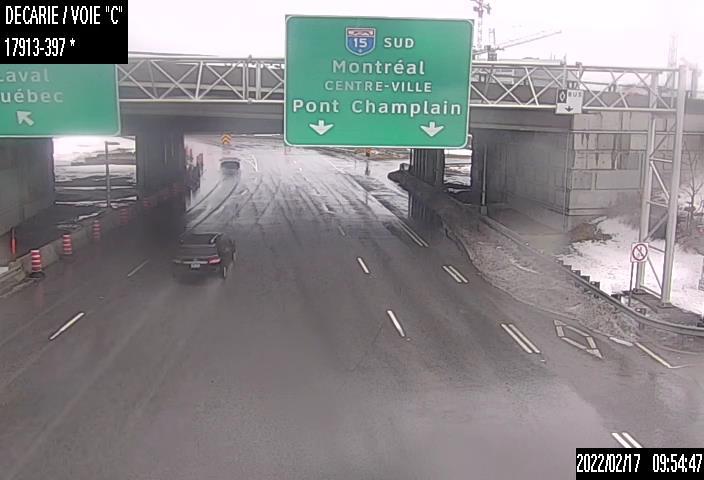 DECARIE / VOIE "C"
17913-397 *
Laval
Québec
15 SUD
Montréal
CENTRE-VILLE
Pont Champlain
BUS
2022/02/17 09:54:47